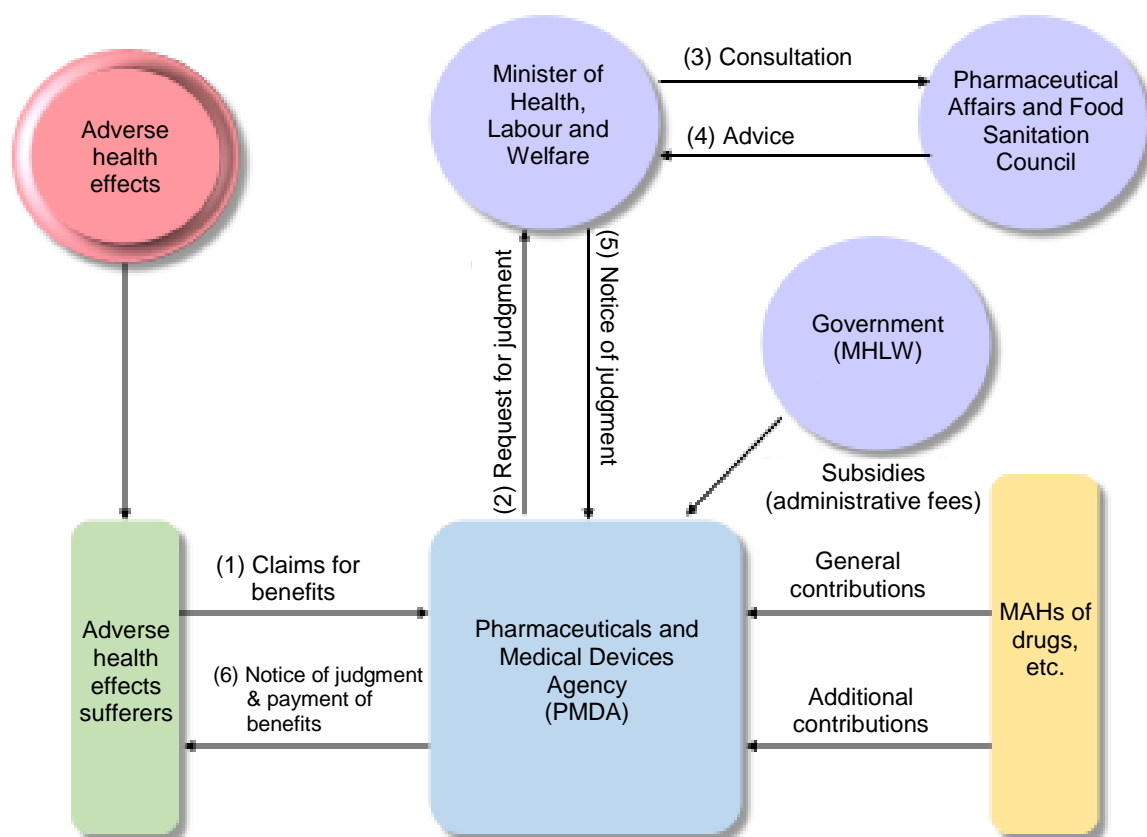 Adverse
health
effects
Minister of
Health,
Labour and
Welfare
(3) Consultation
(4) Advice
Pharmaceutical
Affairs and Food
Sanitation
Council
(2) Request for judgment
(5) Notice of judgment
Government
(MHLW)
Subsidies
(administrative fees)
Adverse
health
effects
sufferers
(1) Claims for
benefits
(6) Notice of judgment
& payment of
benefits
Pharmaceuticals and
Medical Devices
Agency
(PMDA)
General
contributions
Additional
contributions
MAHs of
drugs,
etc.